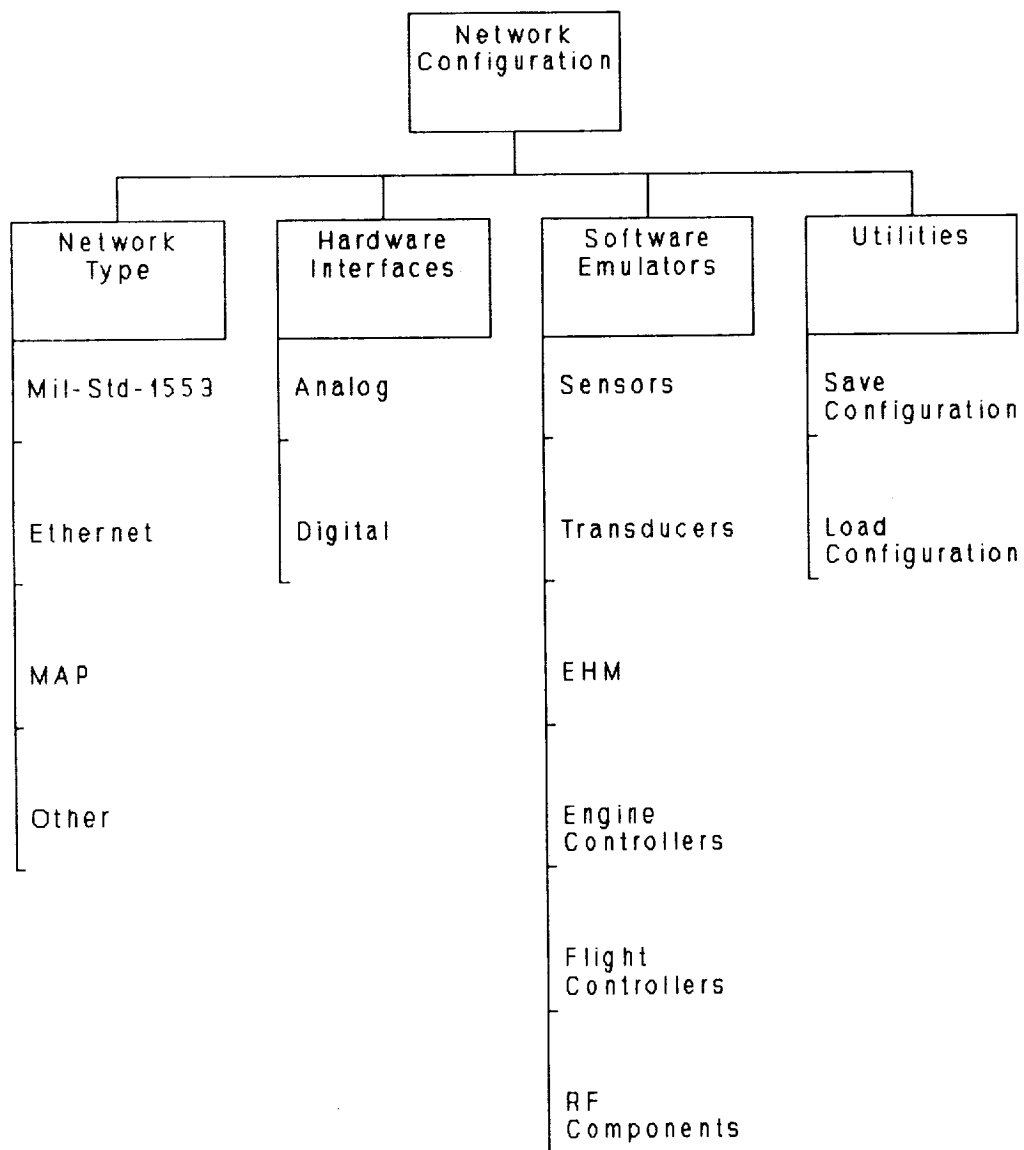 Network
Configuration
Network
Type
Mil-Std-1553
Ethernet
MAP
Other
Hardware
Interfaces
Analog
Digital
Software
Emulators
Sensors
Transducers
EHM
Engine
Controllers
Flight
Controllers
RF
Components
Utilities
Save
Configuration
Load
Configuration